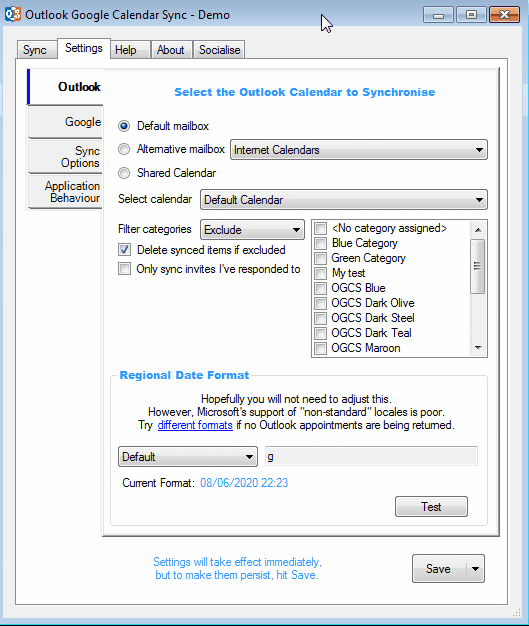 Outlook Google Calendar Sync - Demo
Sync Settings Help About Socialise
Outlook
Google
Sync
Options
Application
Behaviour
Select the Outlook Calendar to Synchronise
Default mailbox
Alternative mailbox Internet Calendars
Shared Calendar
Select calendar Default Calendar
Filter categories Exclude
Delete synced items if excluded
Only sync invites I've responded to
<No category assigned>
Blue Category
Green Category
My test
OGCS Blue
OGCS Dark Olive
OGCS Dark Steel
OGCS Dark Teal
OGCS Maroon
Regional Date Format
Hopefully you will not need to adjust this.
However, Microsoft's support of "non-standard" locales is poor.
Try different formats if no Outlook appointments are being returned.
Default g
Current Format: 08/06/2020 22:23
Test
Settings will take effect immediately,
but to make them persist, hit Save.
Save